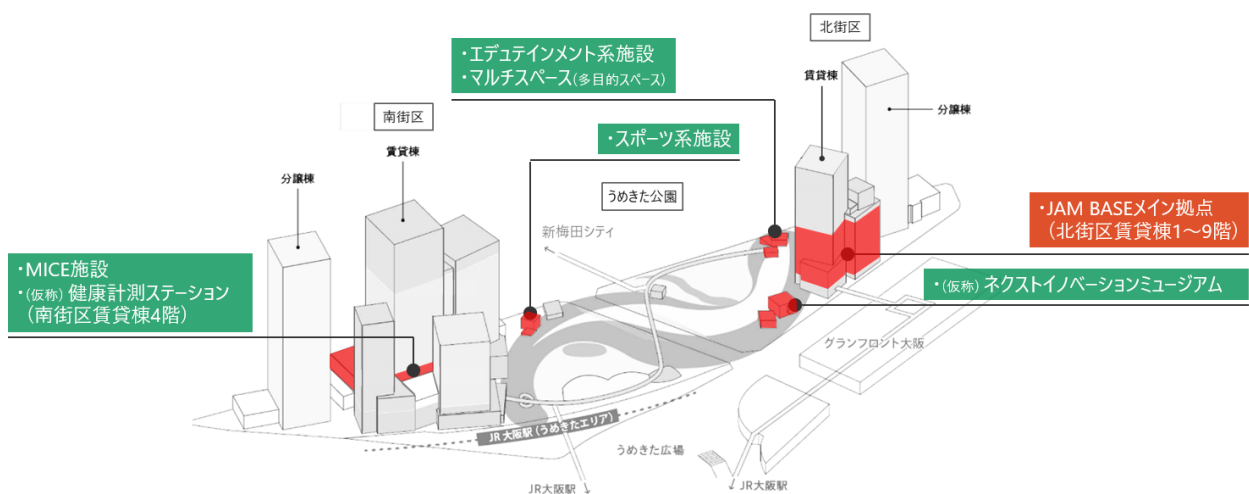 北街区
・エデュテインメント系施設
・マルチスペース(多目的スペース)
賃貸棟
分譲棟
南街区
賃貸棟
・スポーツ系施設
分譲棟
うめきた公園
・JAM BASEメイン拠点
(北街区賃貸棟1～9階)
新梅田シティ
・MICE施設
・(仮称) 健康計測ステーション
(南街区賃貸棟4階)
・(仮称) ネクストイノベーションミュージアム
グランフロント大阪
JR大阪駅(うめきたエリア)
うめきた広場
JR大阪駅
JR大阪駅